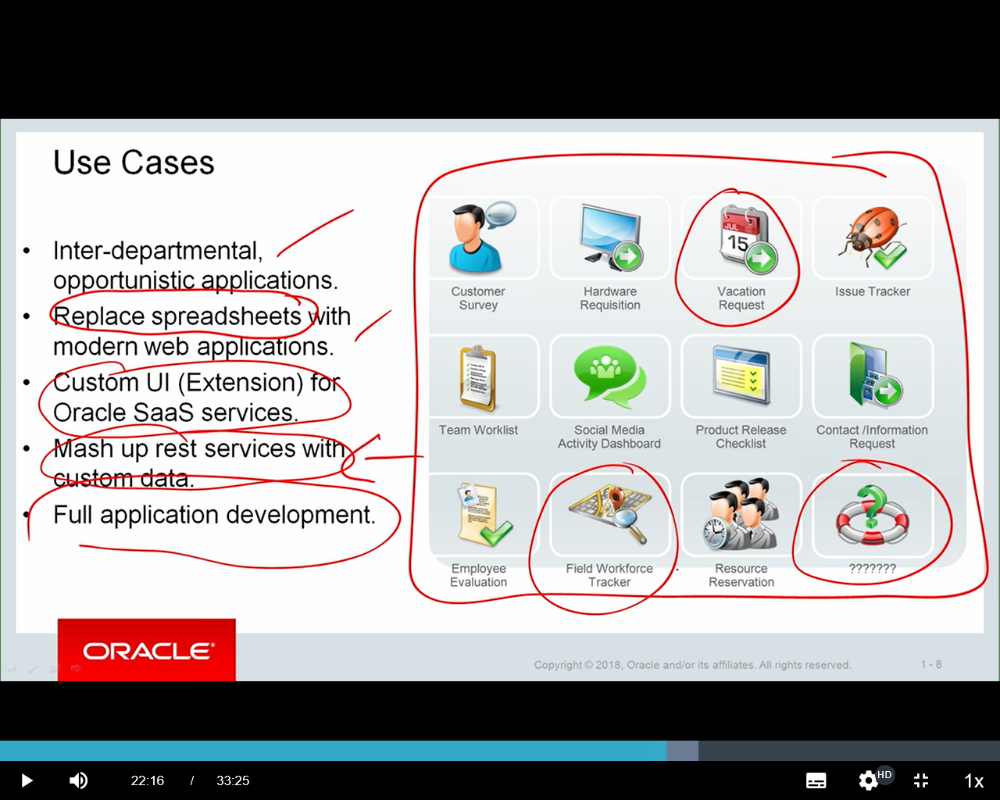 Use Cases
• Inter-departmental,
opportunistic applications.
• Replace spreadsheets with
modern web applications.
• Custom UI (Extension) for
Oracle SaaS services.
• Mash up rest services with
custom data.
• Full application development.
JUL
15
Customer
Survey
Hardware
Requisition
Vacation
Request
Issue Tracker
Team Worklist
Social Media
Activity Dashboard
Product Release
Checklist
Contact /Information
Request
?
Employee
Evaluation
Field Workforce
Tracker
Resource
Reservation
???????
ORACLE®
Copyright © 2018, Oracle and/or its affiliates. All rights reserved.
1 - 8
22:16 / 33:25
HD
1x